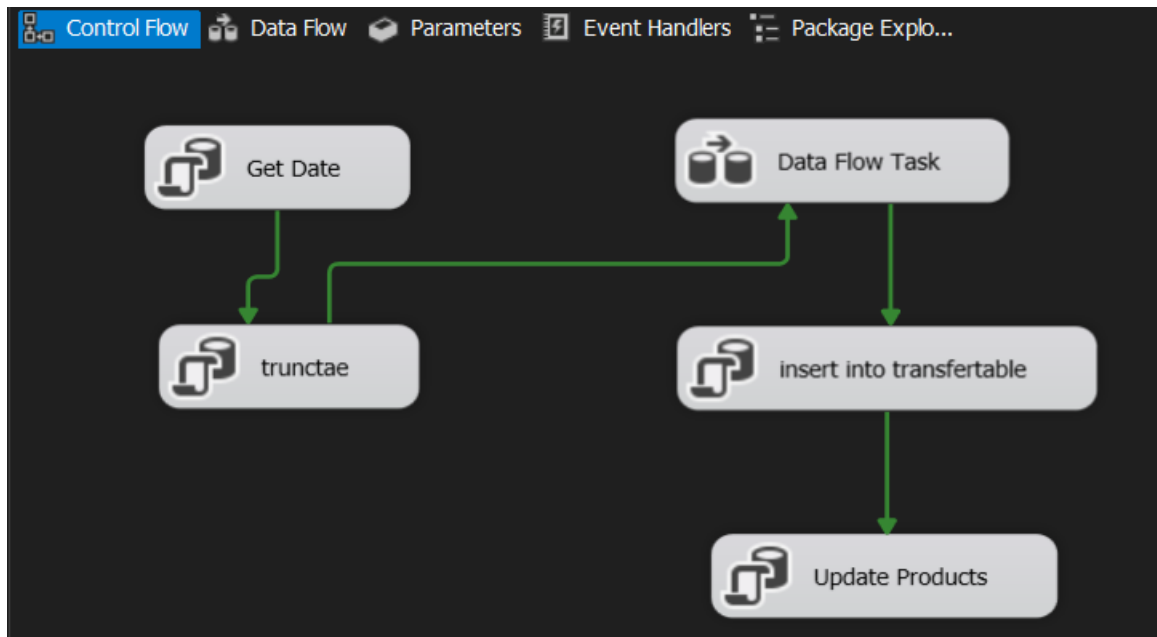 Control Flow
Data Flow
Parameters
Event Handlers
Package Explo...
Get Date
Data Flow Task
trunctae
insert into transfertable
Update Products